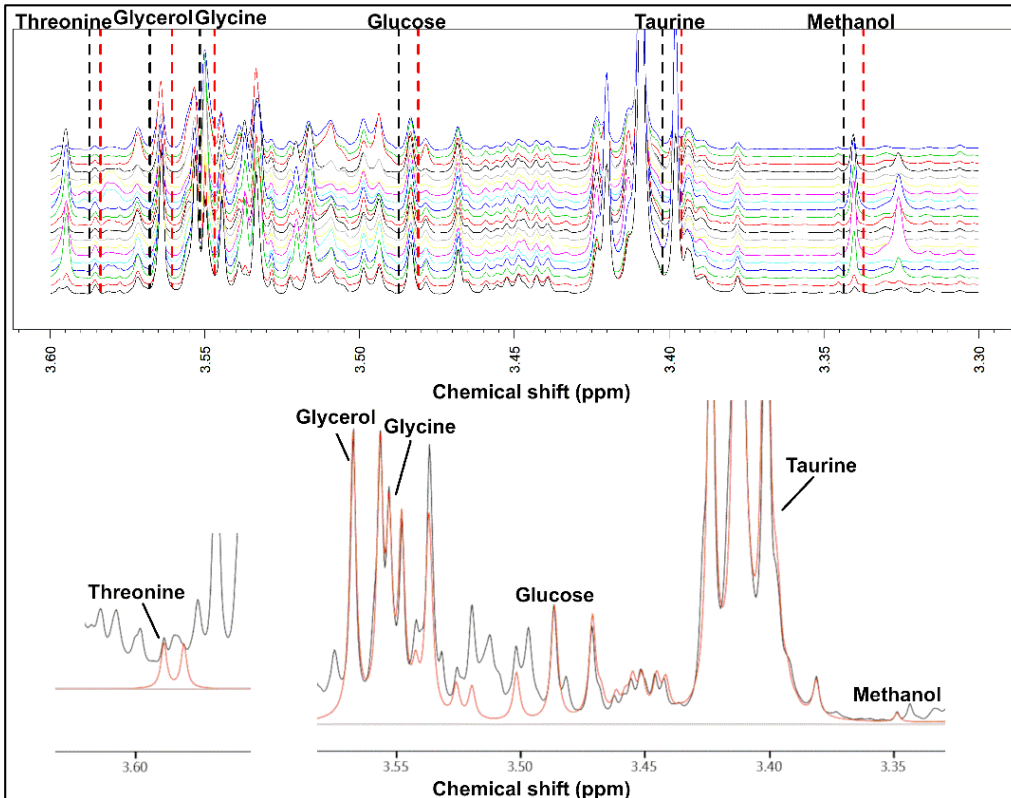 Threonine Glycerol Glycine Glucose Taurine Methanol
3.60 3.55 3.50 3.45 3.40 3.35 3.30
Chemical shift (ppm)
Glycerol
Glycine
Taurine
Threonine
Glucose
Methanol
3.60 3.55 3.50 3.45 3.40 3.35
Chemical shift (ppm)